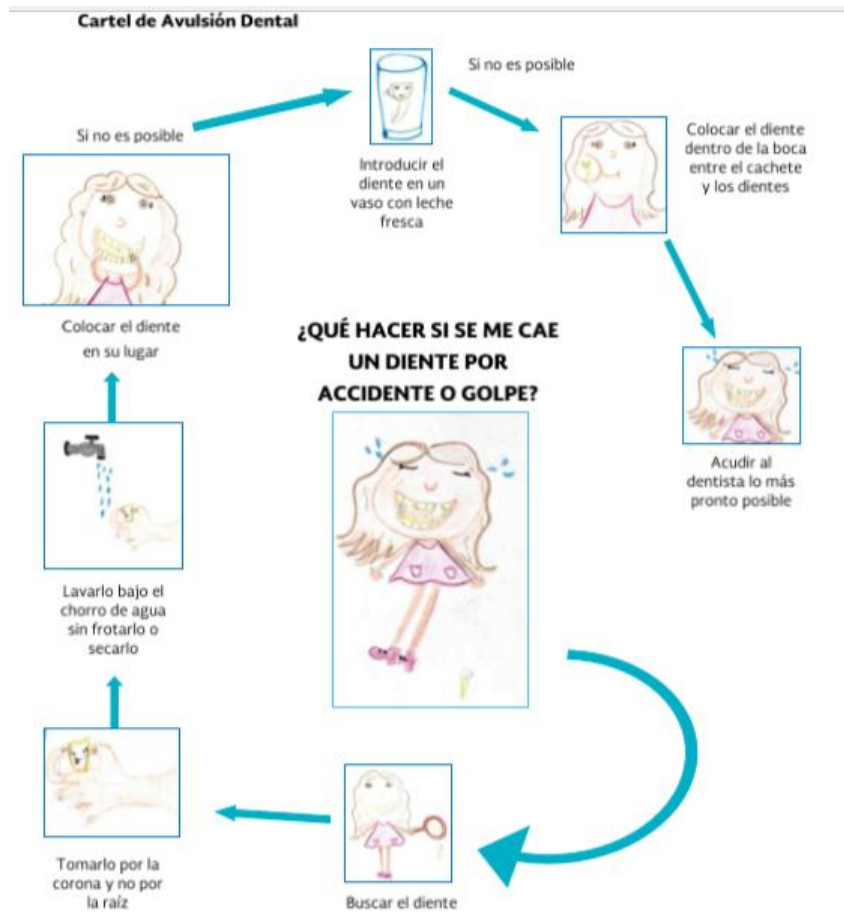 Cartel de Avulsión Dental
¿QUÉ HACER SI SE ME CAE
UN DIENTE POR
ACCIDENTE O GOLPE?
Buscar el diente
Tomarlo por la
corona y no por
la raíz
Lavarlo bajo el
chorro de agua
sin frotarlo o
secarlo
Colocar el diente
en su lugar
Si no es posible
Introducir el
diente en un
vaso con leche
fresca
Si no es posible
Colocar el diente
dentro de la boca
entre el cachete
y los dientes
Acudir al
dentista lo más
pronto posible